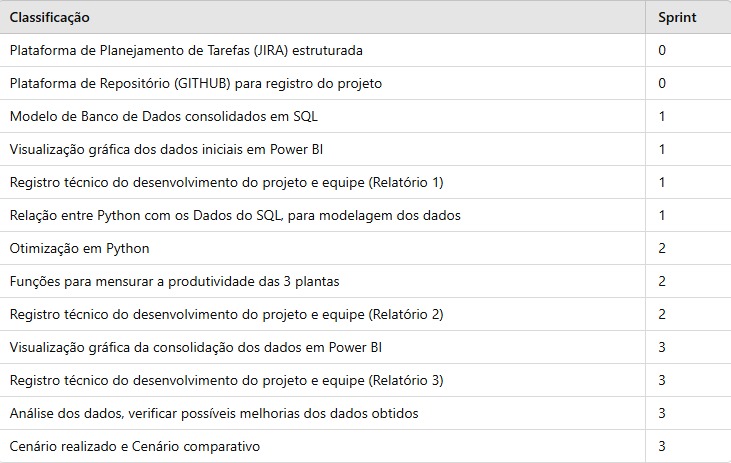 Classificação Sprint
Plataforma de Planejamento de Tarefas (JIRA) estruturada 0
Plataforma de Repositório (GITHUB) para registro do projeto 0
Modelo de Banco de Dados consolidados em SQL 1
Visualização gráfica dos dados iniciais em Power BI 1
Registro técnico do desenvolvimento do projeto e equipe (Relatório 1) 1
Relação entre Python com os Dados do SQL, para modelagem dos dados 1
Otimização em Python 2
Funções para mensurar a produtividade das 3 plantas 2
Registro técnico do desenvolvimento do projeto e equipe (Relatório 2) 2
Visualização gráfica da consolidação dos dados em Power BI 3
Registro técnico do desenvolvimento do projeto e equipe (Relatório 3) 3
Análise dos dados, verificar possíveis melhorias dos dados obtidos 3
Cenário realizado e Cenário comparativo 3